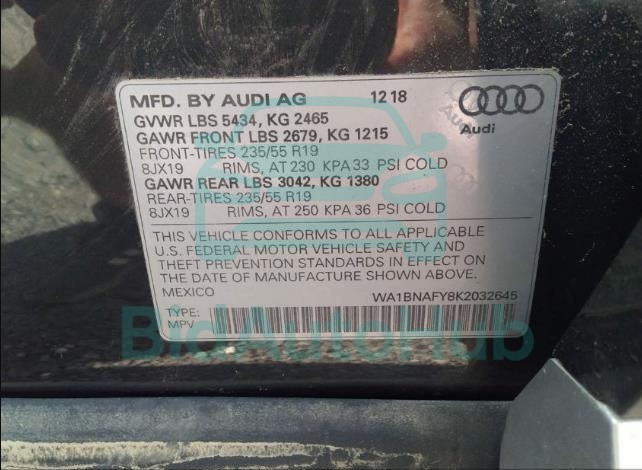 MFD. BY AUDI AG 12 18
GVWR LBS 5434, KG 2465
GAWR FRONT LBS 2679, KG 1215
FRONT-TIRES 235/55 R19
8JX19 RIMS, AT 230 KPA 33 PSI COLD
GAWR REAR LBS 3042, KG 1380
REAR-TIRES 235/55 R19
8JX19 RIMS, AT 250 KPA 36 PSI COLD
Audi
THIS VEHICLE CONFORMS TO ALL APPLICABLE
U.S. FEDERAL MOTOR VEHICLE SAFETY AND
THEFT PREVENTION STANDARDS IN EFFECT ON
THE DATE OF MANUFACTURE SHOWN ABOVE.
MEXICO WA1BNAFY8K2032645
TYPE:
MPV
BidAutoHub